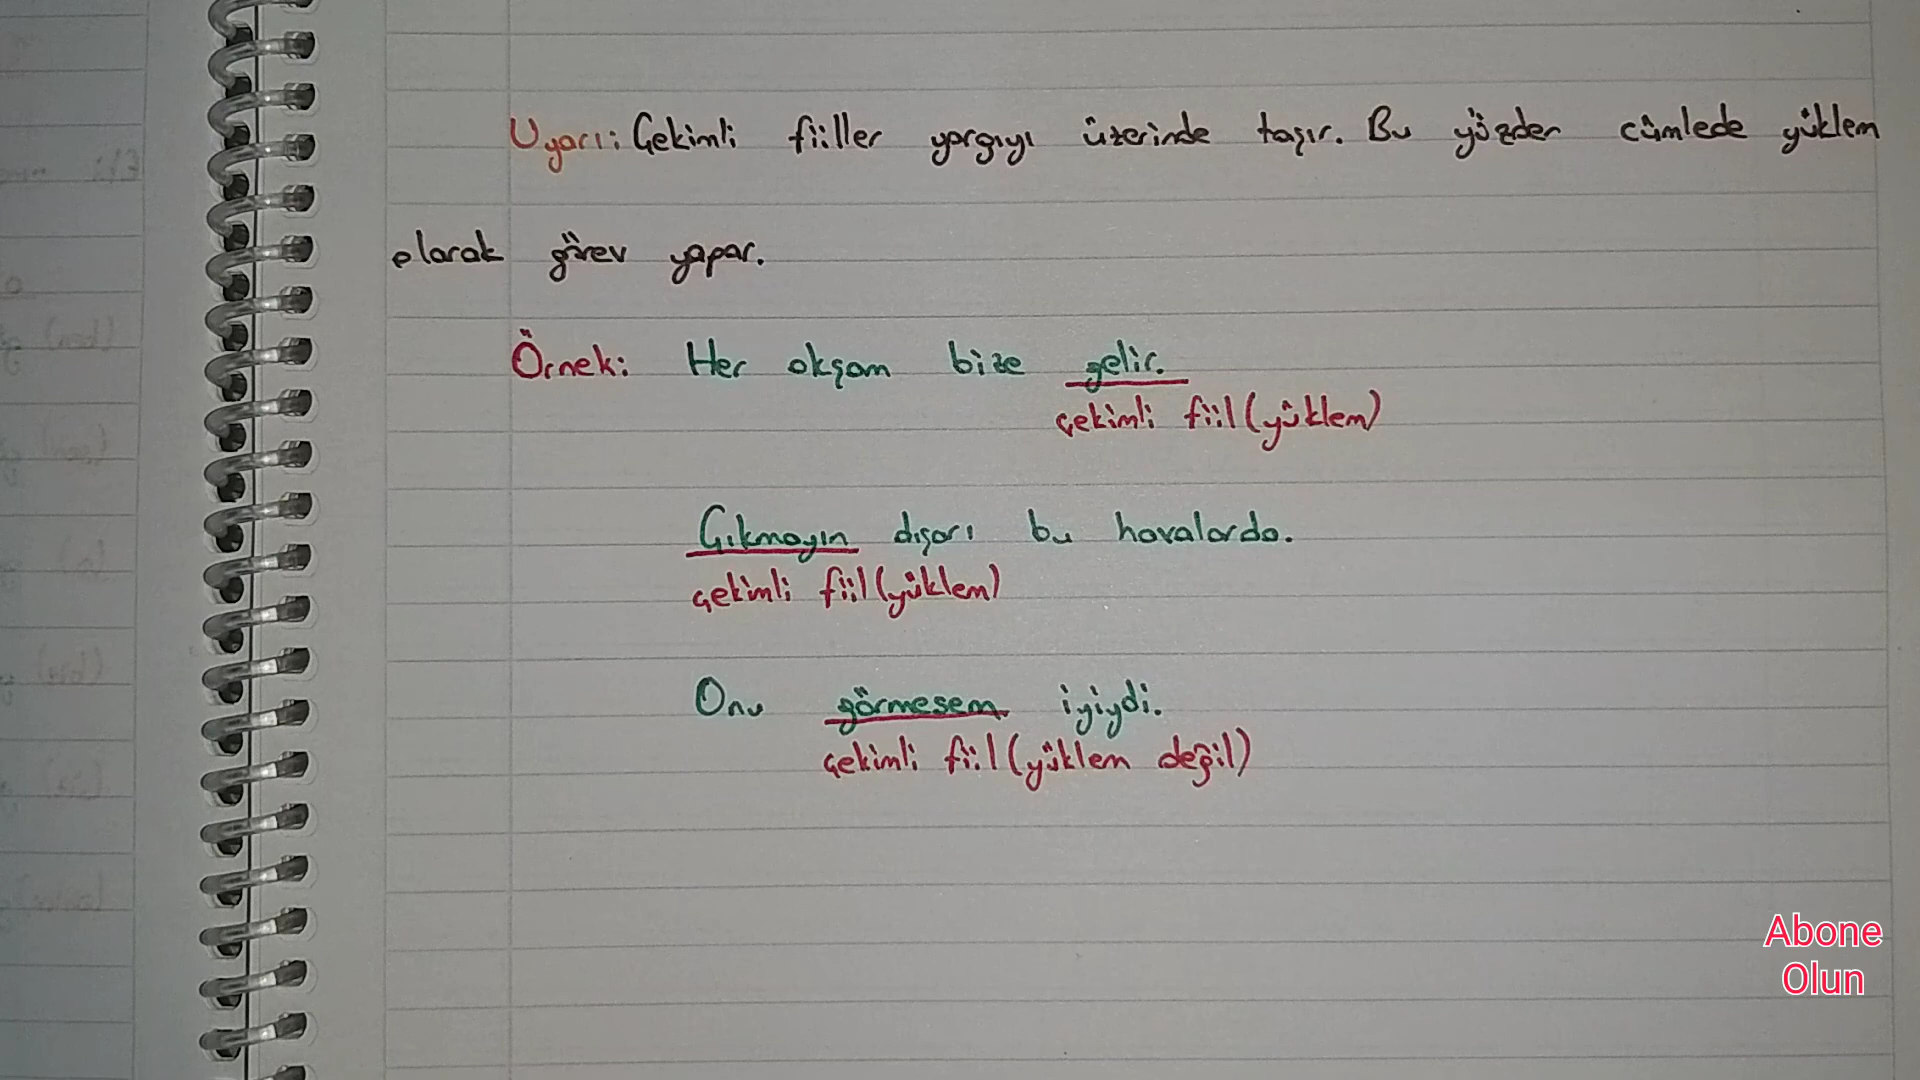 Uyarı: Çekimli fiiller yargıyı üzerinde taşır. Bu yüzden cümlede yüklem
olarak görev yapar.
Örnek: Her akşam bize gelir.
çekimli fiil (yüklem)
Çıkmayın dışarı bu havalarda.
çekimli fiil (yüklem)
Onu görmesem iyiydi.
çekimli fiil (yüklem değil)
Abone
Olun